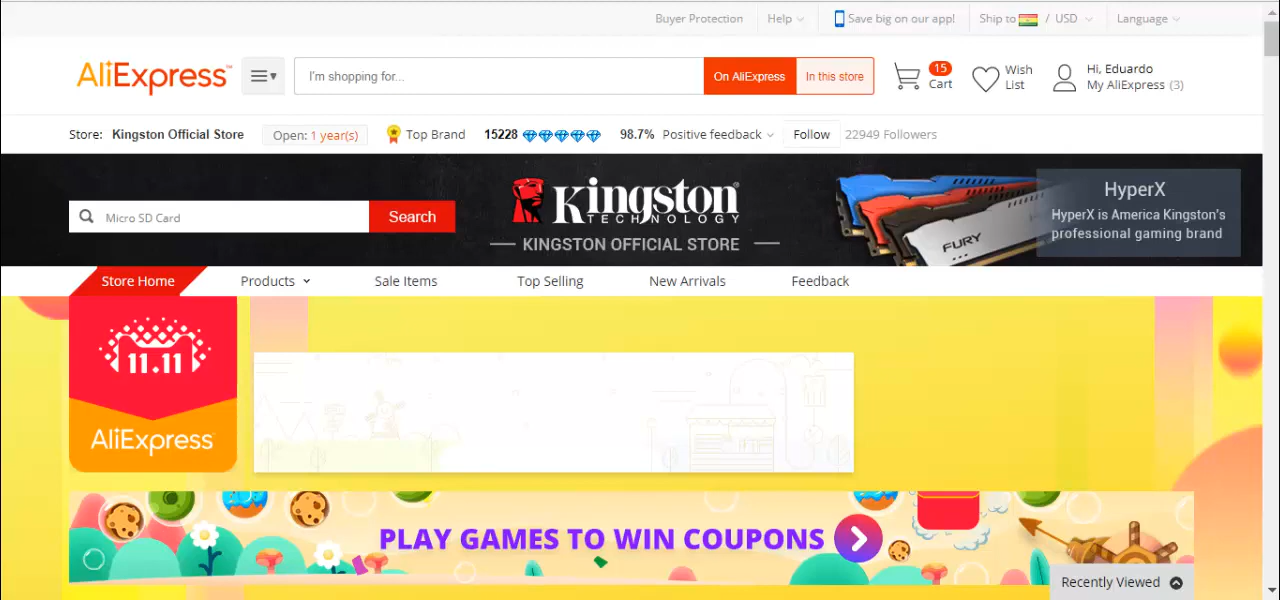 Buyer Protection Help Save big on our app! Ship to / USD Language
AliExpress™ I'm shopping for... On AliExpress In this store 15 Cart Wish List Hi, Eduardo My AliExpress (3)
Store: Kingston Official Store Open: 1 year(s) Top Brand 15228 98.7% Positive feedback Follow 22949 Followers
Micro SD Card Search
Kingston®
TECHNOLOGY
KINGSTON OFFICIAL STORE
FURY
HyperX
HyperX is America Kingston's
professional gaming brand
Store Home Products Sale Items Top Selling New Arrivals Feedback
11.11
AliExpress
PLAY GAMES TO WIN COUPONS
Recently Viewed